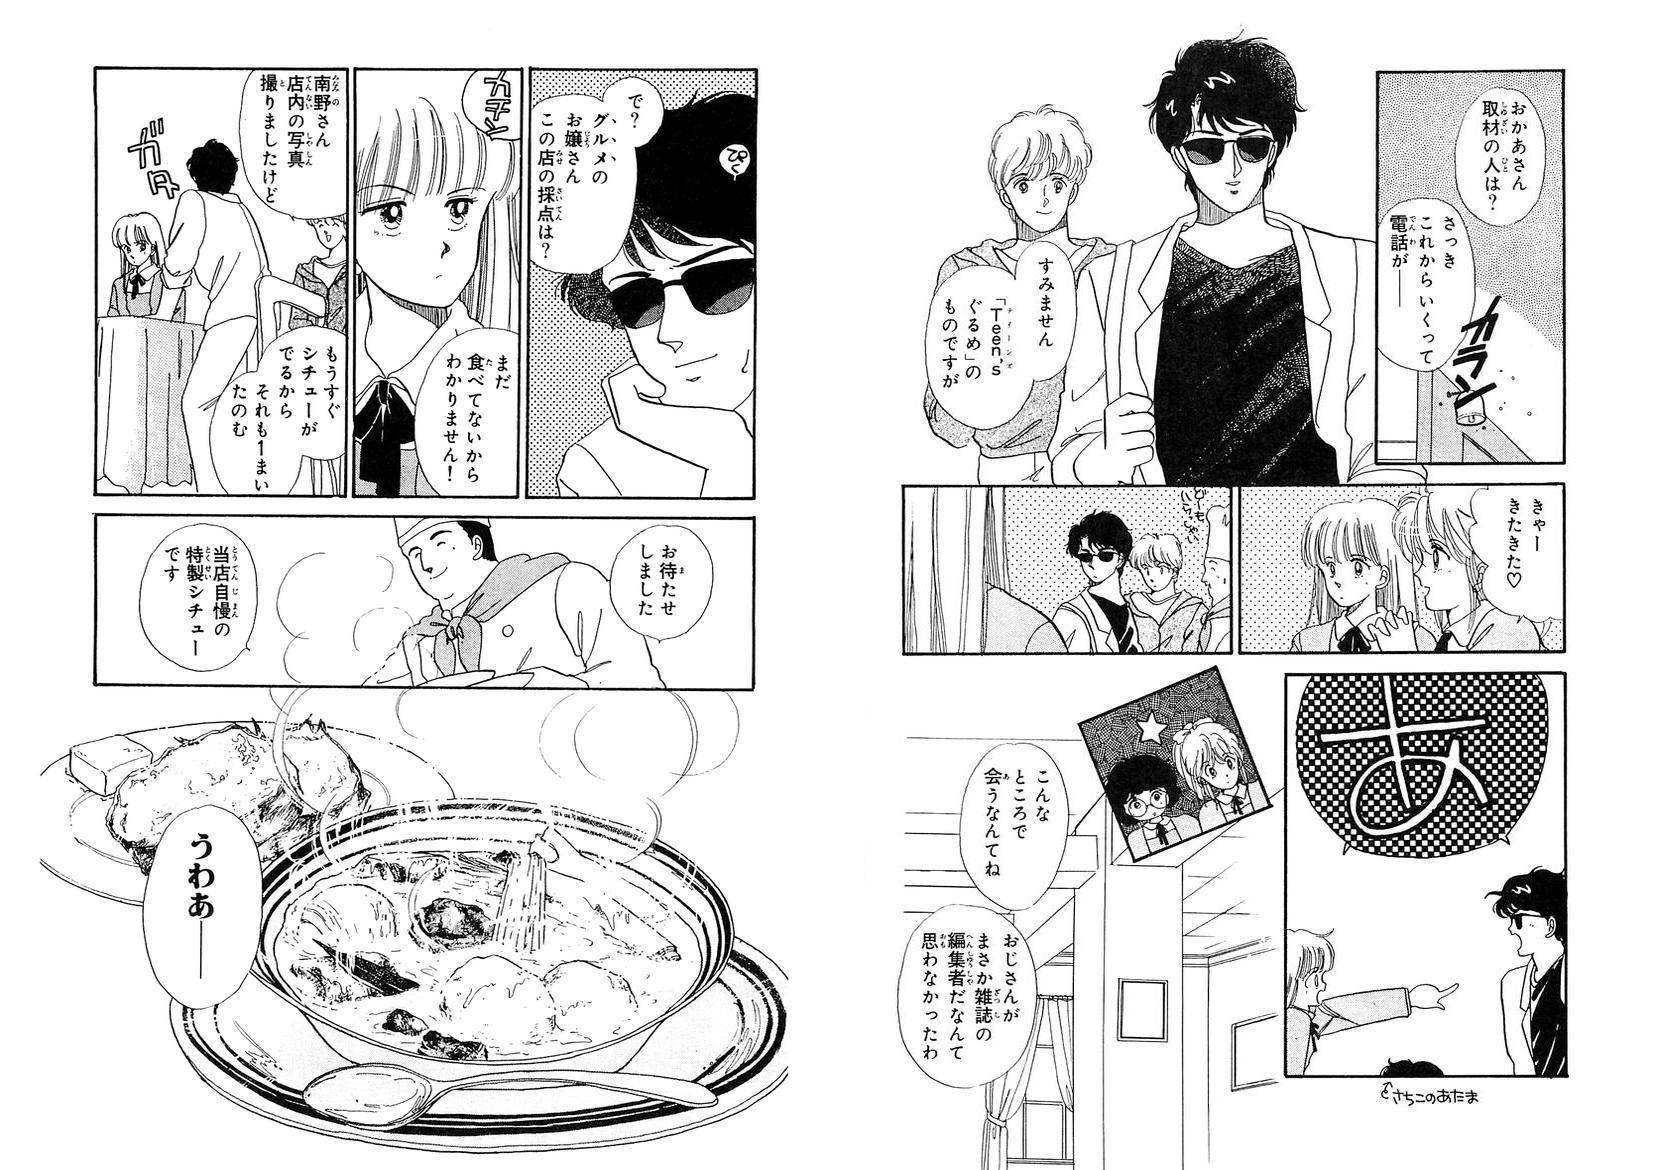 おかあさん
取材の人は?
さっき
これからいくって
電話が──
カラン
すみません
「Teen's
ぐるめ」の
ものですが
きゃー
きたきた♡
どーも
いらっしゃい
あ
さちこのあたま
こんな
ところで
会うなんてね
おじさんが
まさか雑誌の
編集者だなんて
思わなかったわ
で?
グルメの
お嬢さん
この店の採点は?
ぴく
カチン
まだ
食べてないから
わかりません!
南野さん
店内の写真
撮りましたけど
ガタ
もうすぐ
シチューが
でるから
それも1まい
たのむ
お待たせ
しました
当店自慢の
特製シチュー
です
うわあ──